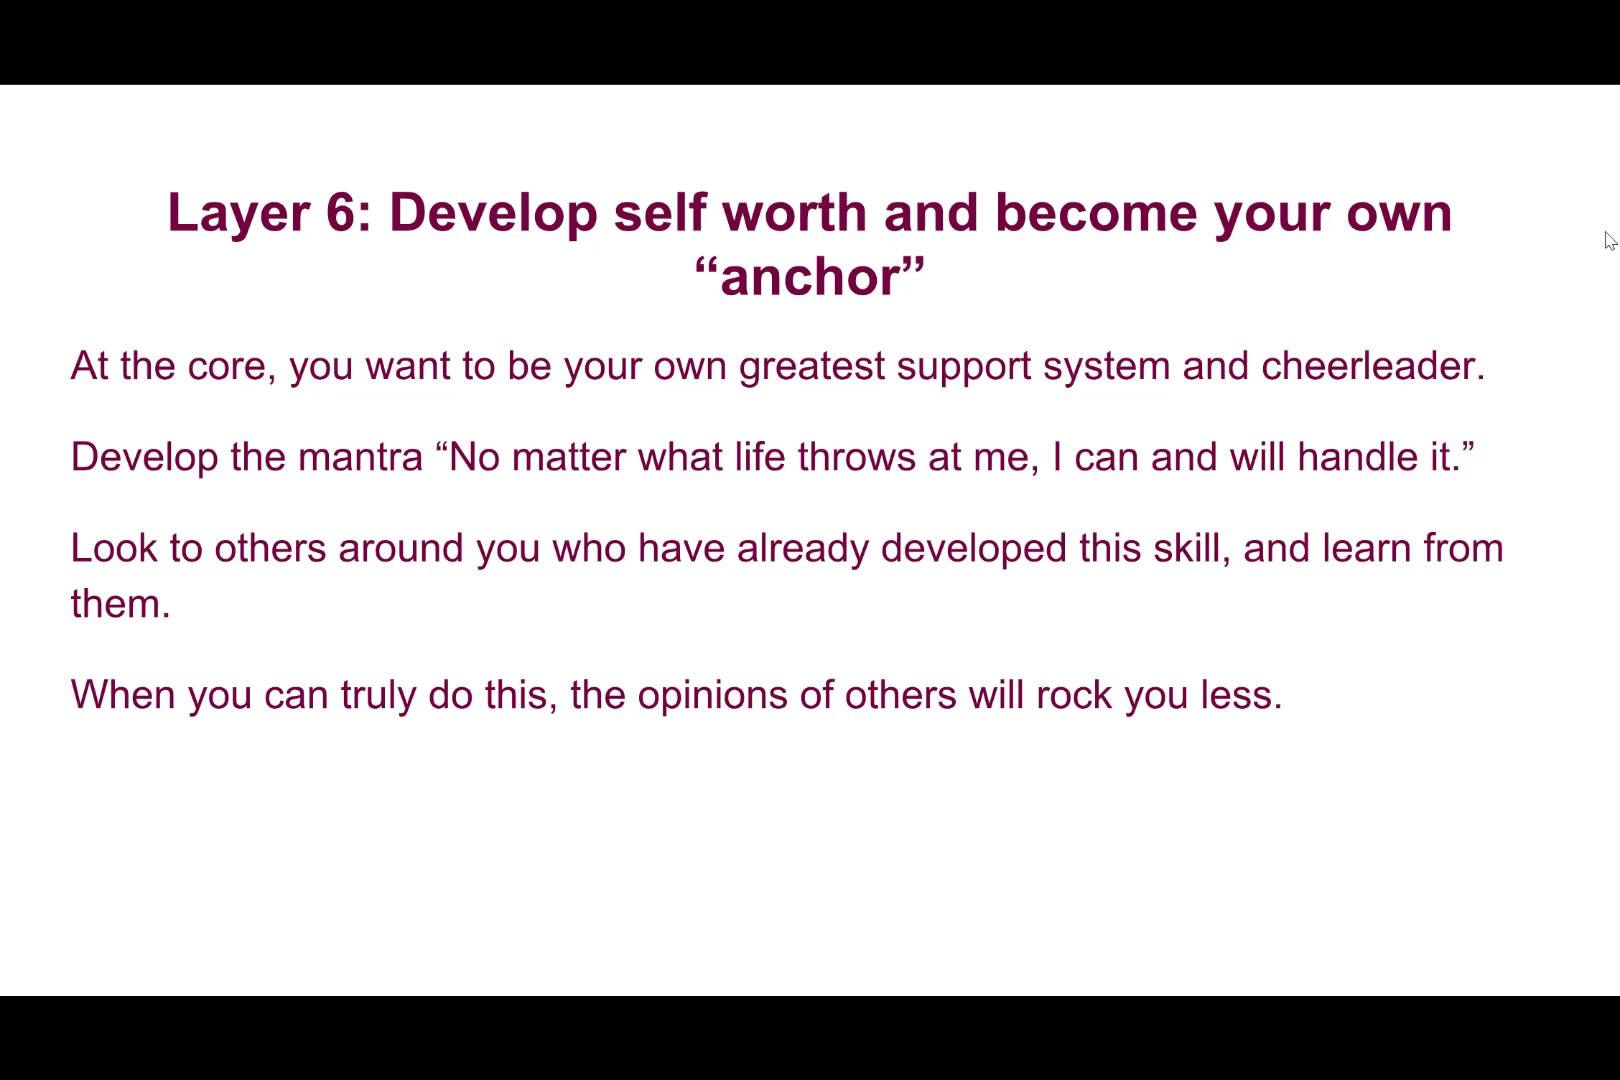 Layer 6: Develop self worth and become your own
“anchor”
At the core, you want to be your own greatest support system and cheerleader.
Develop the mantra “No matter what life throws at me, I can and will handle it.”
Look to others around you who have already developed this skill, and learn from
them.
When you can truly do this, the opinions of others will rock you less.